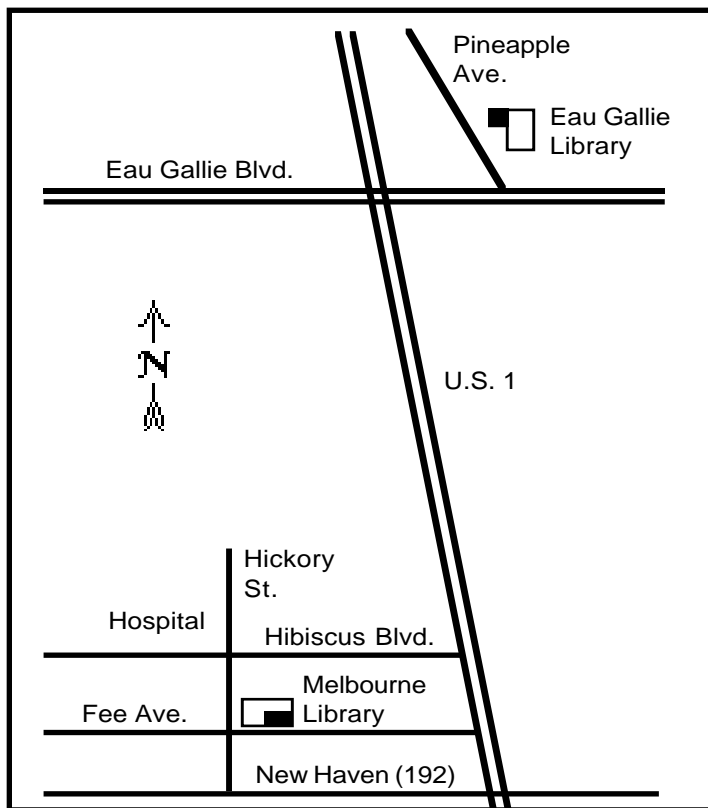 Pineapple
Ave.
Eau Gallie
Library
Eau Gallie Blvd.
N
U.S. 1
Hickory
St.
Hospital
Hibiscus Blvd.
Melbourne
Library
Fee Ave.
New Haven (192)